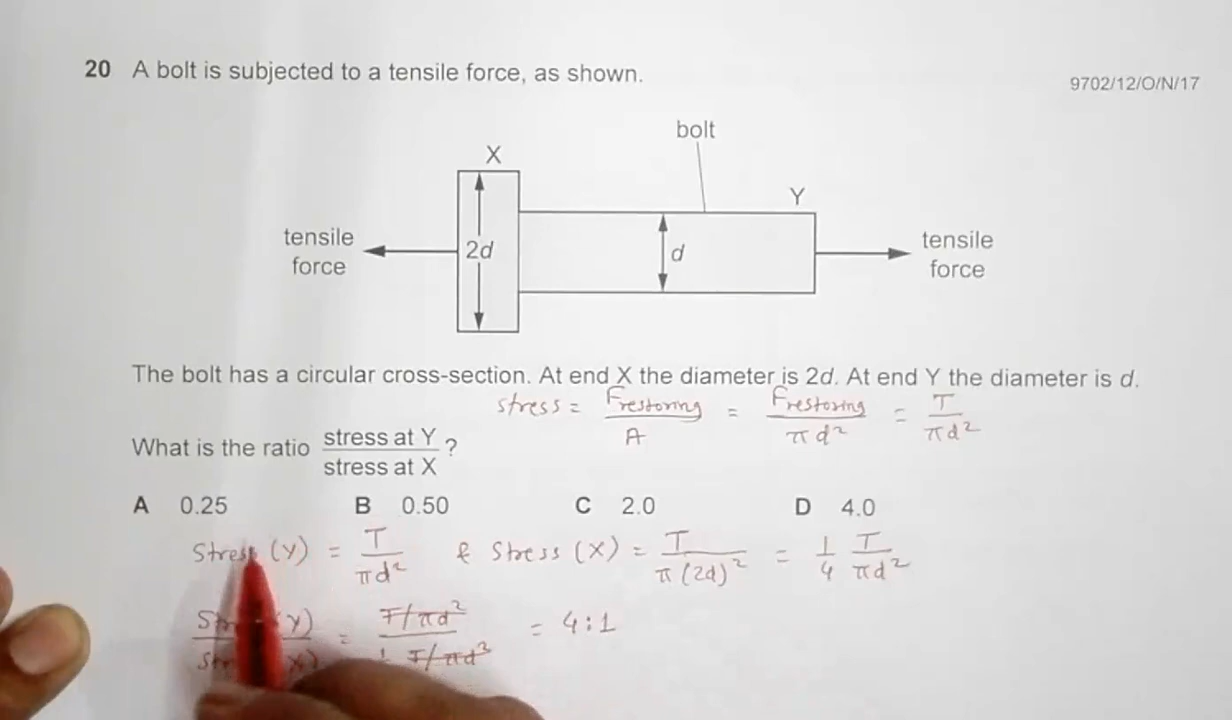 20 A bolt is subjected to a tensile force, as shown.
9702/12/O/N/17
bolt
X
Y
tensile force
2d
d
tensile force
The bolt has a circular cross-section. At end X the diameter is 2d. At end Y the diameter is d.
stress = Frestoring / A = Frestoring / πd² = T / πd²
What is the ratio stress at Y / stress at X ?
A 0.25 B 0.50 C 2.0 D 4.0
Stress (Y) = T / πd² & Stress (X) = T / π(2d)² = 1/4 T / πd²
= T/πd² / T/πd² = 4:1